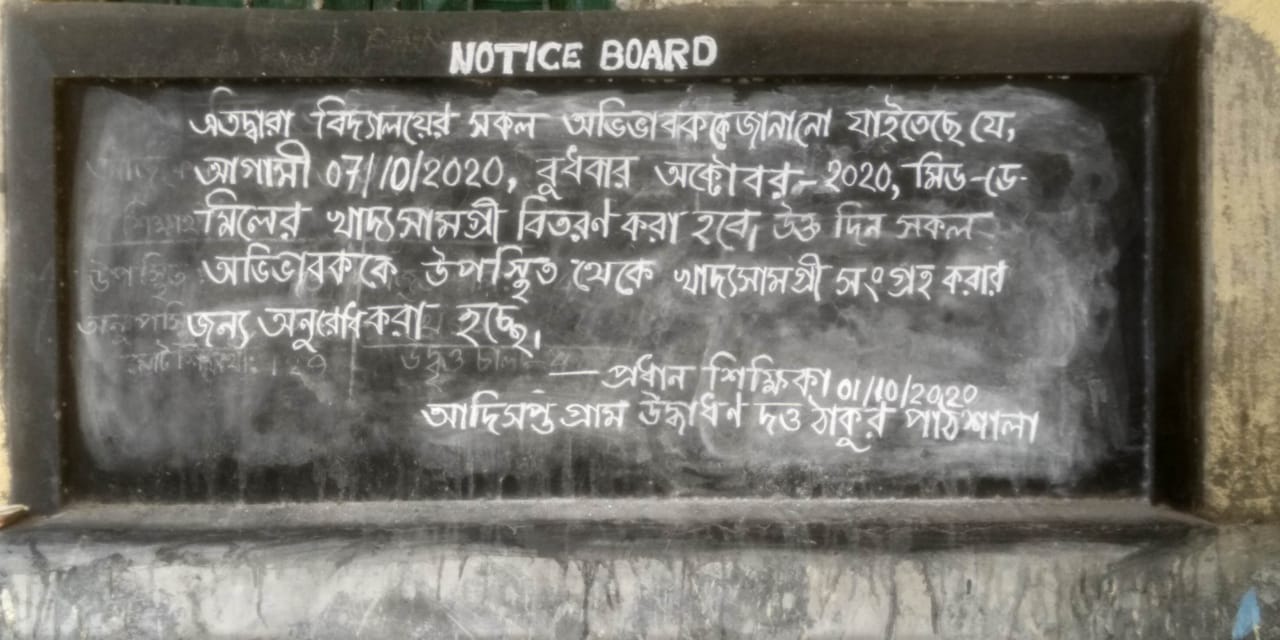 NOTICE BOARD
এতদ্বারা বিদ্যালয়ের সকল অভিভাবককে জানানো যাইতেছে যে,
আগামী 07/10/2020, বুধবার অক্টোবর-2020, মিড-ডে-
মিলের খাদ্যসামগ্রী বিতরণ করা হবে, উক্ত দিন সকল
অভিভাবককে উপস্থিত থেকে খাদ্যসামগ্রী সংগ্রহ করার
জন্য অনুরোধ করা হচ্ছে।
— প্রধান শিক্ষিকা 01/10/2020
আদিসপ্তগ্রাম উদ্ধারণ দত্ত ঠাকুর পাঠশালা
উপস্থিত